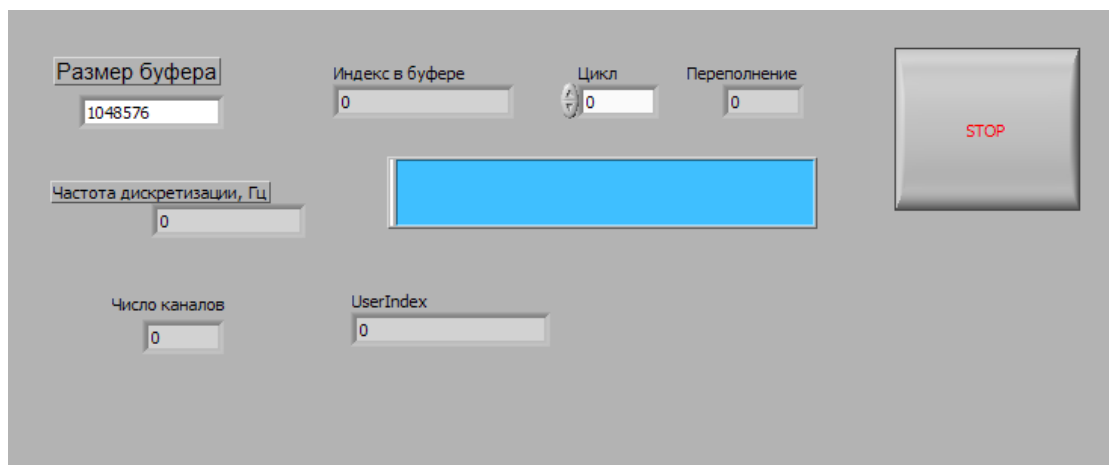 Размер буфера
1048576
Индекс в буфере
0
Цикл
0
Переполнение
0
STOP
Частота дискретизации, Гц
0
Число каналов
0
UserIndex
0